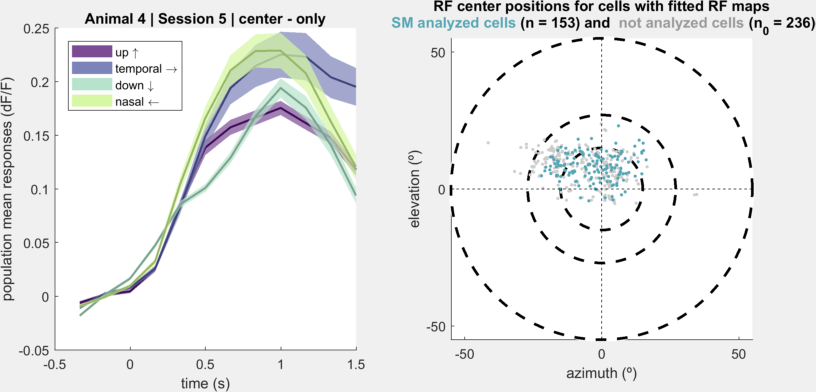 Animal 4 | Session 5 | center - only
0.25
0.2
0.15
0.1
0.05
0
-0.05
population mean responses (dF/F)
up ↑
temporal →
down ↓
nasal ←
-0.5
0
0.5
1
1.5
time (s)
RF center positions for cells with fitted RF maps
SM analyzed cells (n = 153) and not analyzed cells (n0 = 236)
50
0
-50
elevation (º)
-50
0
50
azimuth (º)